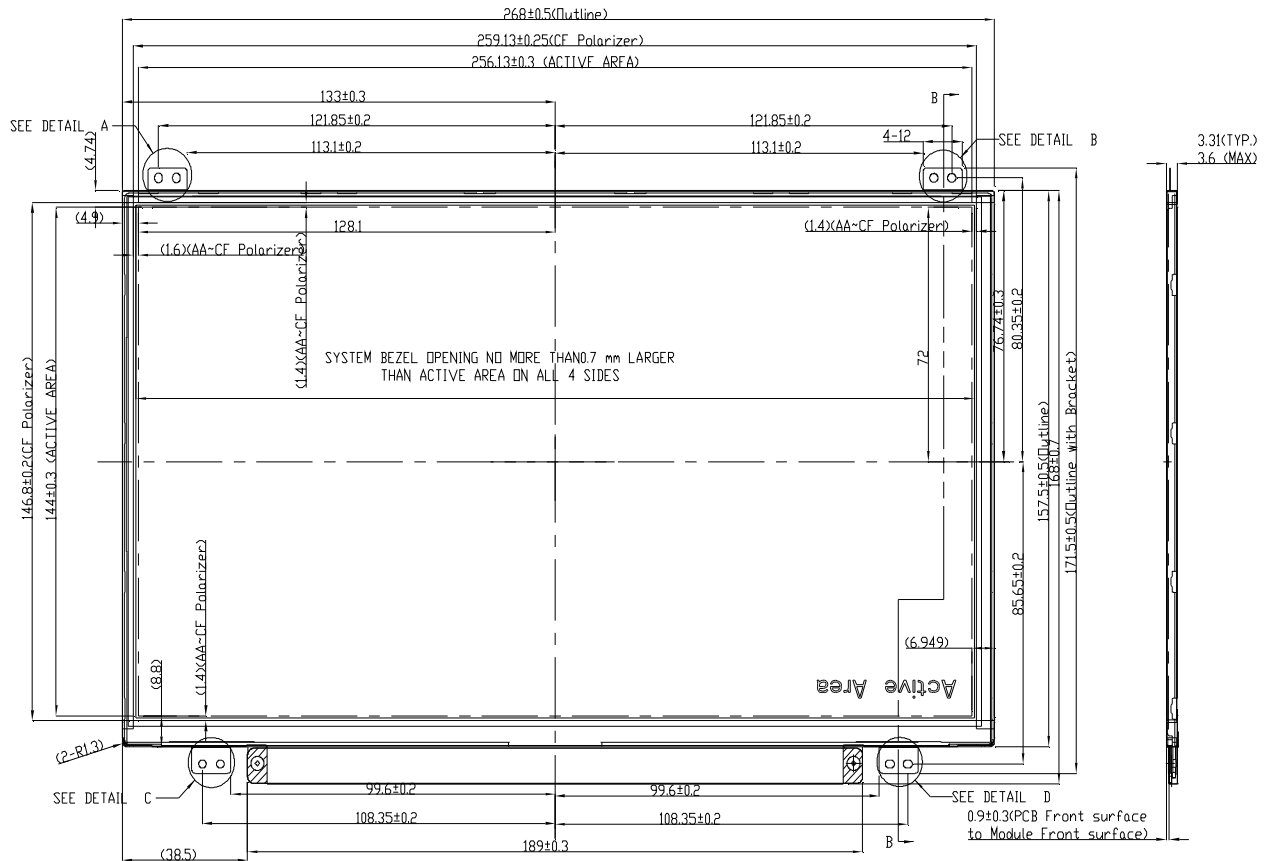 268±0.5(Outline)
259.13±0.25(CF Polarizer)
256.13±0.3 (ACTIVE AREA)
133±0.3
B
SEE DETAIL A
121.85±0.2
121.85±0.2
4-12
SEE DETAIL B
3.31(TYP.)
3.6 (MAX)
(4.74)
113.1±0.2
113.1±0.2
(4.9)
128.1
(1.4)(AA~CF Polarizer)
(1.6)(AA~CF Polarizer)
(1.4)(AA~CF Polarizer)
76.74±0.3
80.35±0.2
72
SYSTEM BEZEL OPENING NO MORE THAN0.7 mm LARGER
THAN ACTIVE AREA ON ALL 4 SIDES
146.8±0.2(CF Polarizer)
144±0.3 (ACTIVE AREA)
157.5±0.5(Outline)
168±0.7
171.5±0.5(Outline with Bracket)
85.65±0.2
(1.4)(AA~CF Polarizer)
(8.8)
(6.949)
Active Area
(2-R1.3)
SEE DETAIL C
99.6±0.2
99.6±0.2
SEE DETAIL D
108.35±0.2
108.35±0.2
0.9±0.3(PCB Front surface
to Module Front surface)
B
189±0.3
(38.5)